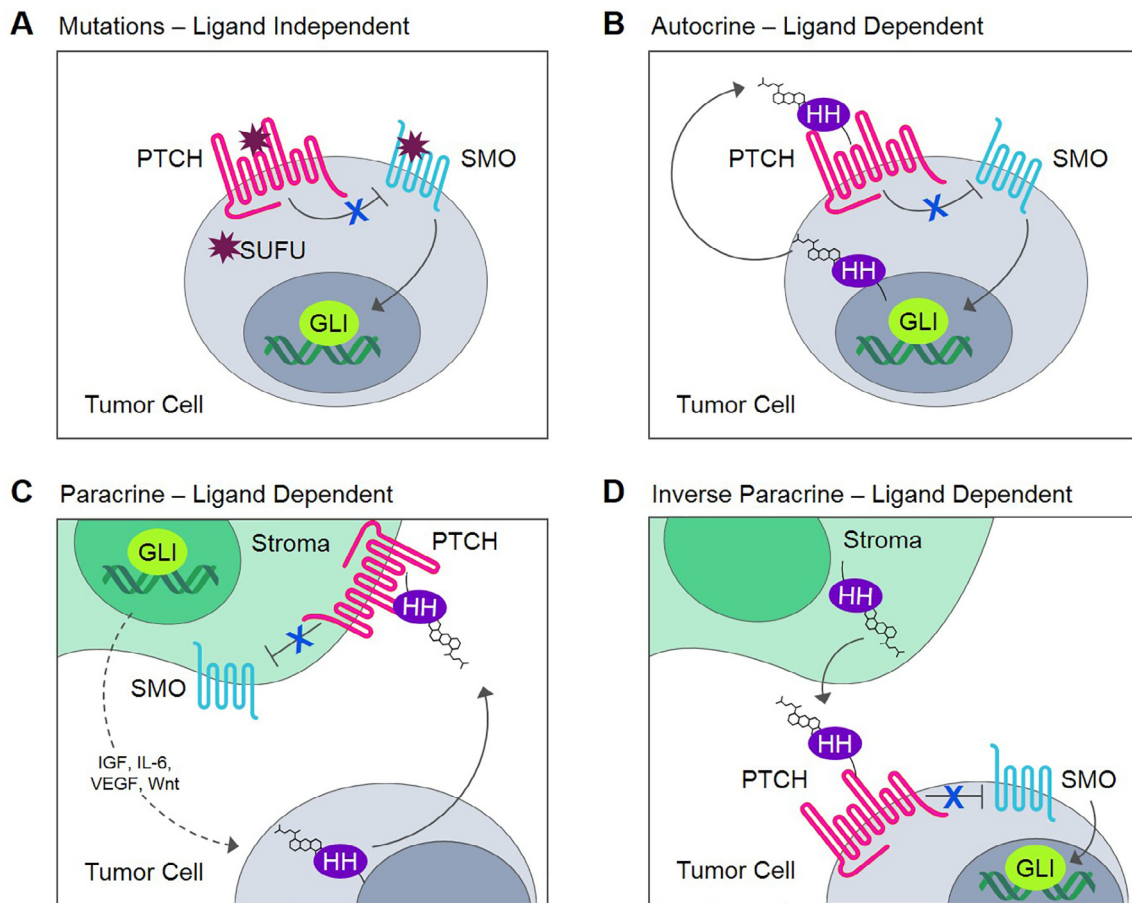 A Mutations – Ligand Independent
PTCH
SMO
SUFU
GLI
Tumor Cell
B Autocrine – Ligand Dependent
HH
PTCH
SMO
HH
GLI
Tumor Cell
C Paracrine – Ligand Dependent
GLI
Stroma
PTCH
HH
SMO
IGF, IL-6,
VEGF, Wnt
HH
Tumor Cell
D Inverse Paracrine – Ligand Dependent
Stroma
HH
HH
PTCH
SMO
GLI
Tumor Cell